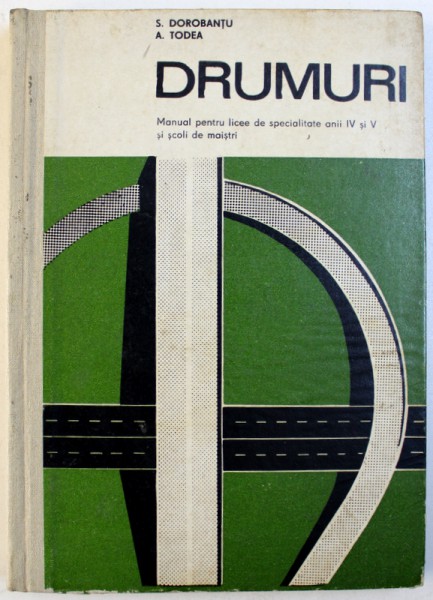 S. DOROBANȚU
A. TODEA
DRUMURI
Manual pentru licee de specialitate anii IV și V
și școli de maiștri